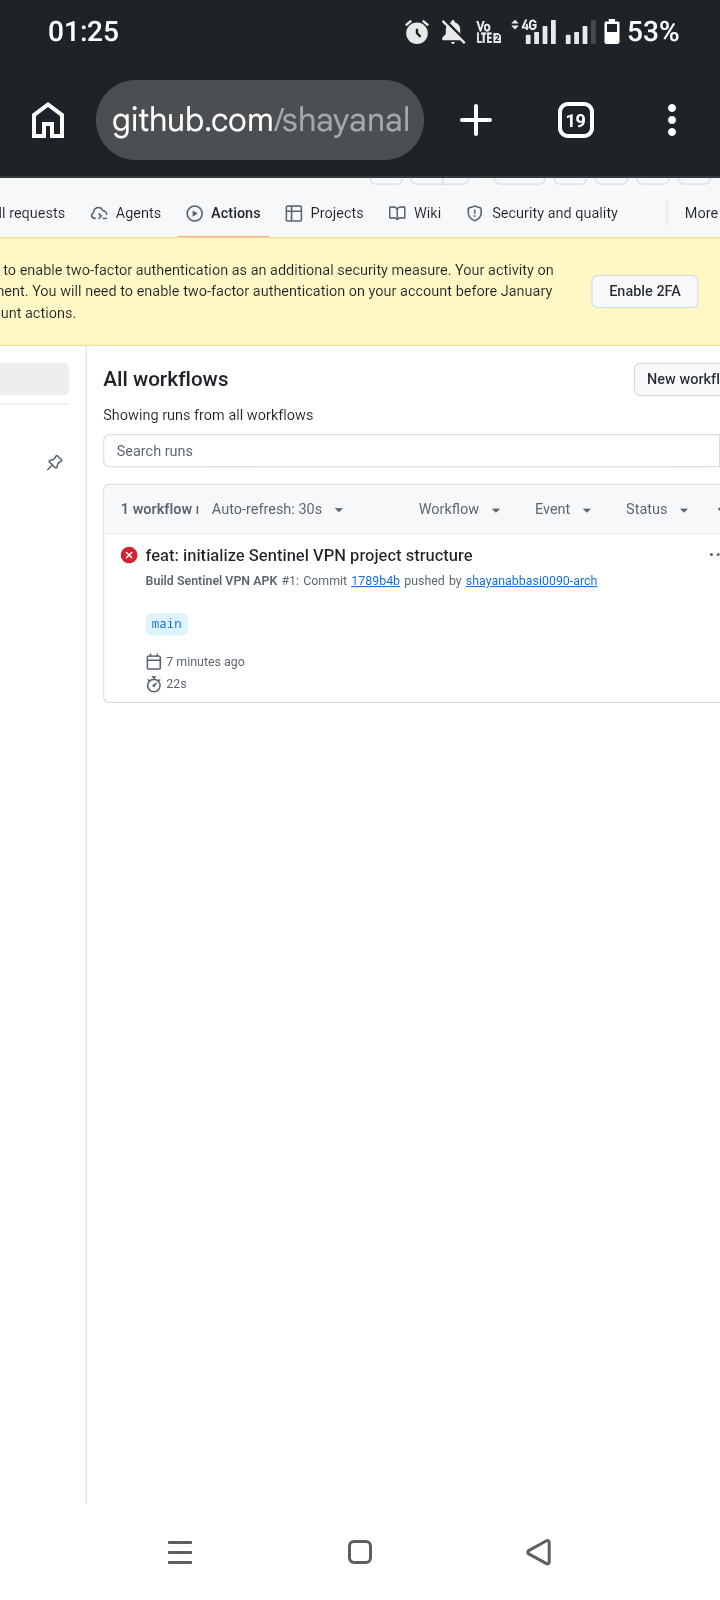 01:25
Vo LTE2 4G 53%
github.com/shayanal
19
ll requests Agents Actions Projects Wiki Security and quality More
to enable two-factor authentication as an additional security measure. Your activity on
nent. You will need to enable two-factor authentication on your account before January
unt actions.
Enable 2FA
All workflows
New workfl
Showing runs from all workflows
Search runs
1 workflow Auto-refresh: 30s Workflow Event Status
feat: initialize Sentinel VPN project structure
Build Sentinel VPN APK #1: Commit 1789b4b pushed by shayanabbasi0090-arch
main
7 minutes ago
22s